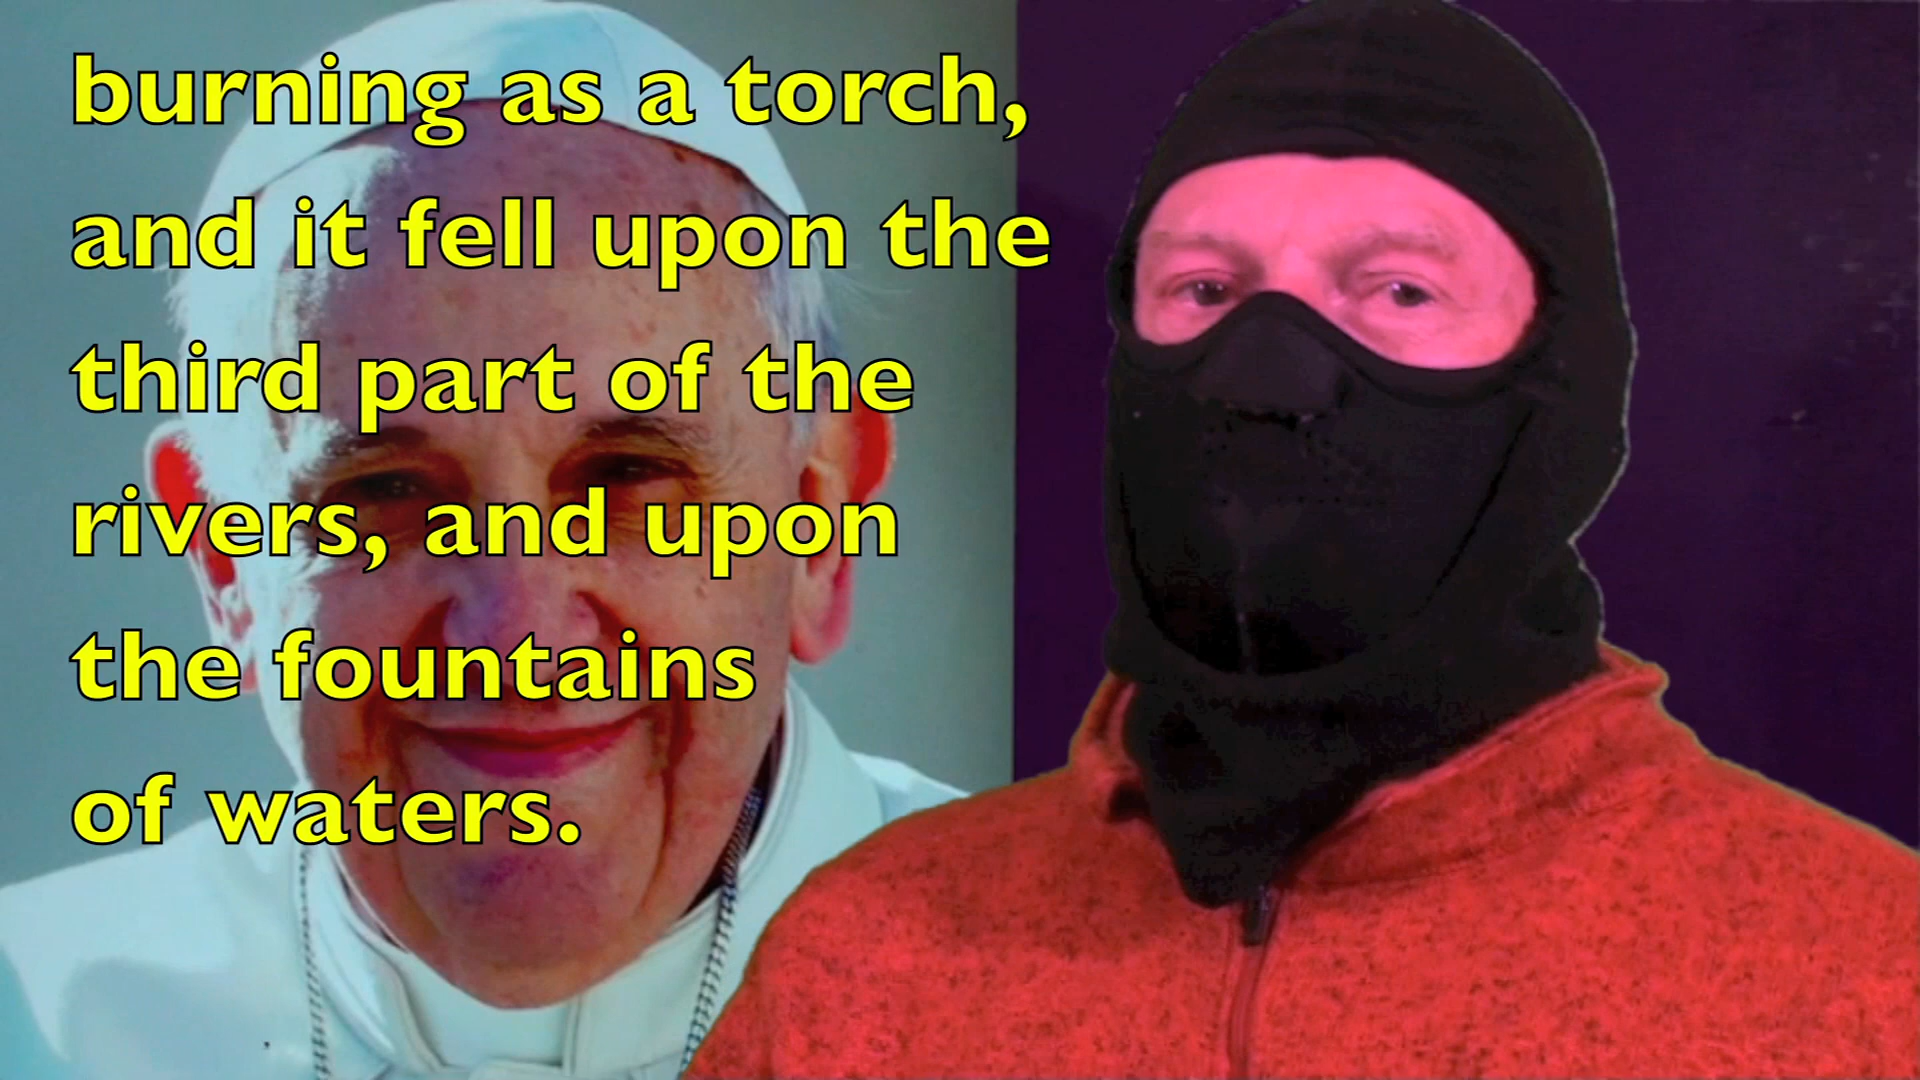 burning as a torch,
and it fell upon the
third part of the
rivers, and upon
the fountains
of waters.